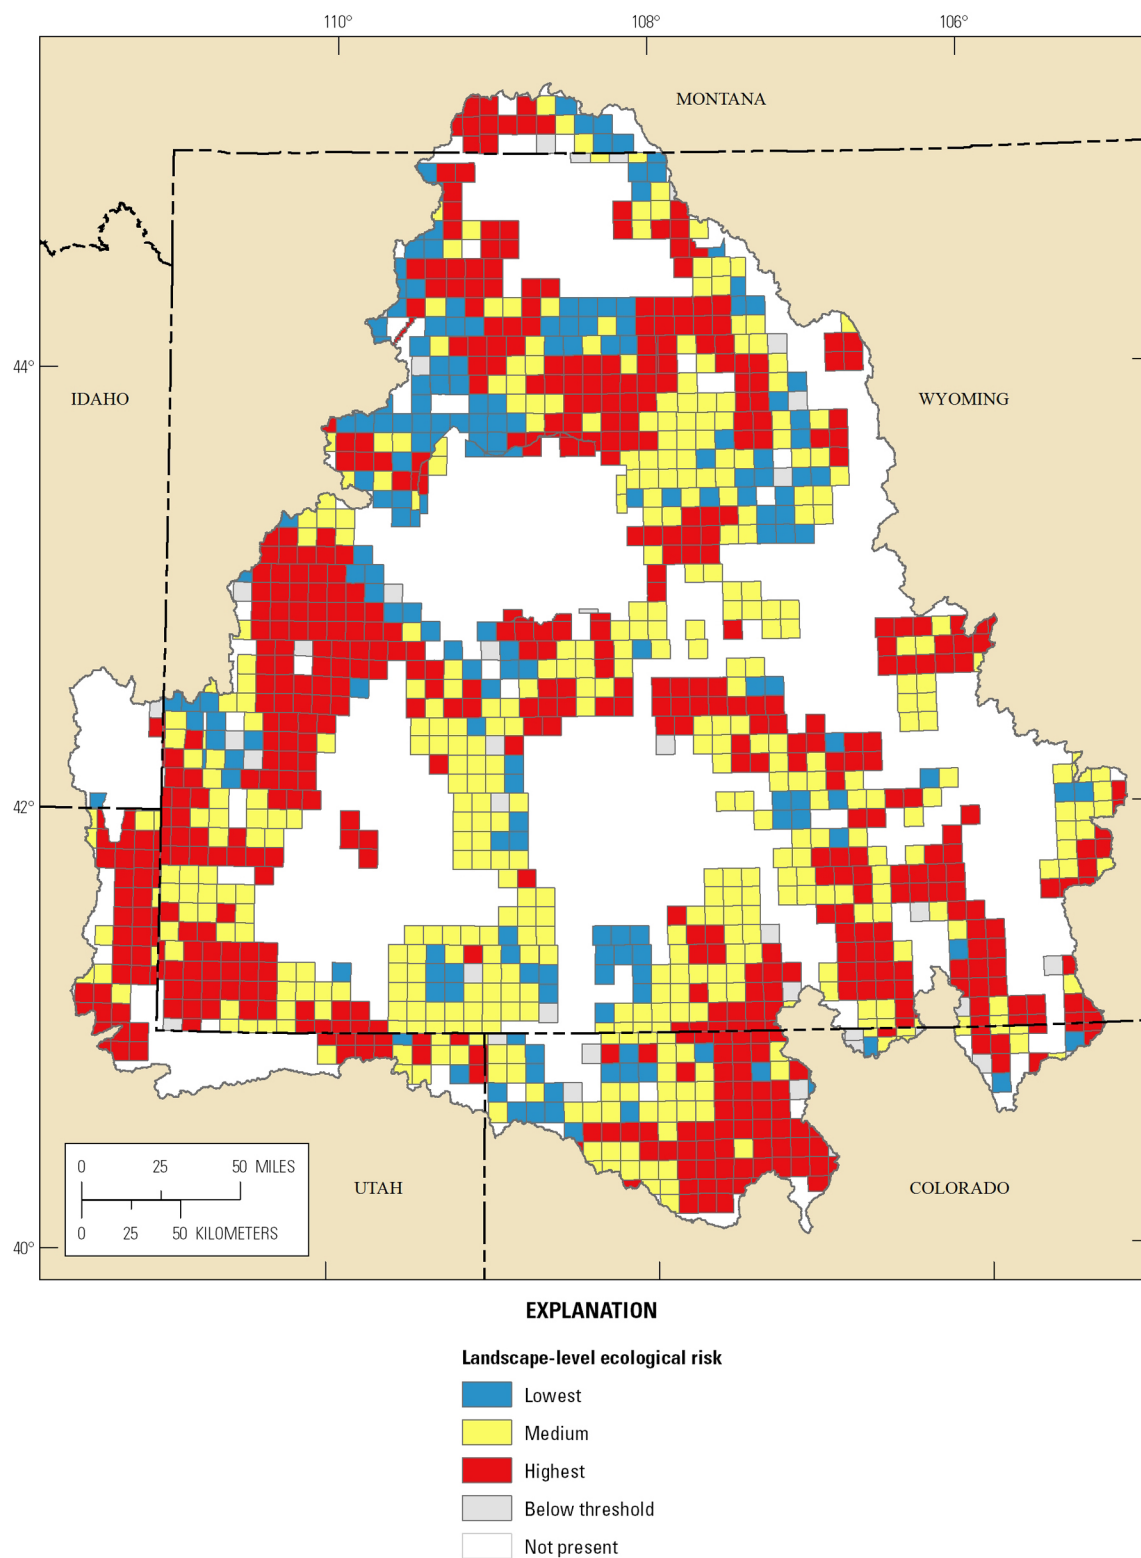 110° 108° 106°
MONTANA
44°
IDAHO
WYOMING
42°
0 25 50 MILES
0 25 50 KILOMETERS
UTAH
COLORADO
40°
EXPLANATION
Landscape-level ecological risk
Lowest
Medium
Highest
Below threshold
Not present